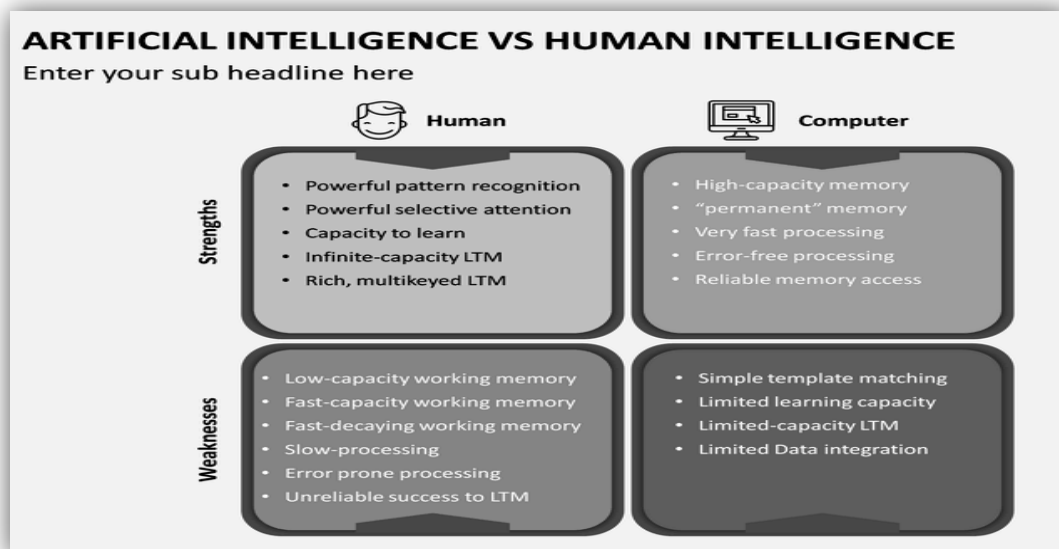 ARTIFICIAL INTELLIGENCE VS HUMAN INTELLIGENCE
Enter your sub headline here
Human
Computer
Strengths
• Powerful pattern recognition
• Powerful selective attention
• Capacity to learn
• Infinite-capacity LTM
• Rich, multikeyed LTM
• High-capacity memory
• “permanent” memory
• Very fast processing
• Error-free processing
• Reliable memory access
Weaknesses
• Low-capacity working memory
• Fast-capacity working memory
• Fast-decaying working memory
• Slow-processing
• Error prone processing
• Unreliable success to LTM
• Simple template matching
• Limited learning capacity
• Limited-capacity LTM
• Limited Data integration